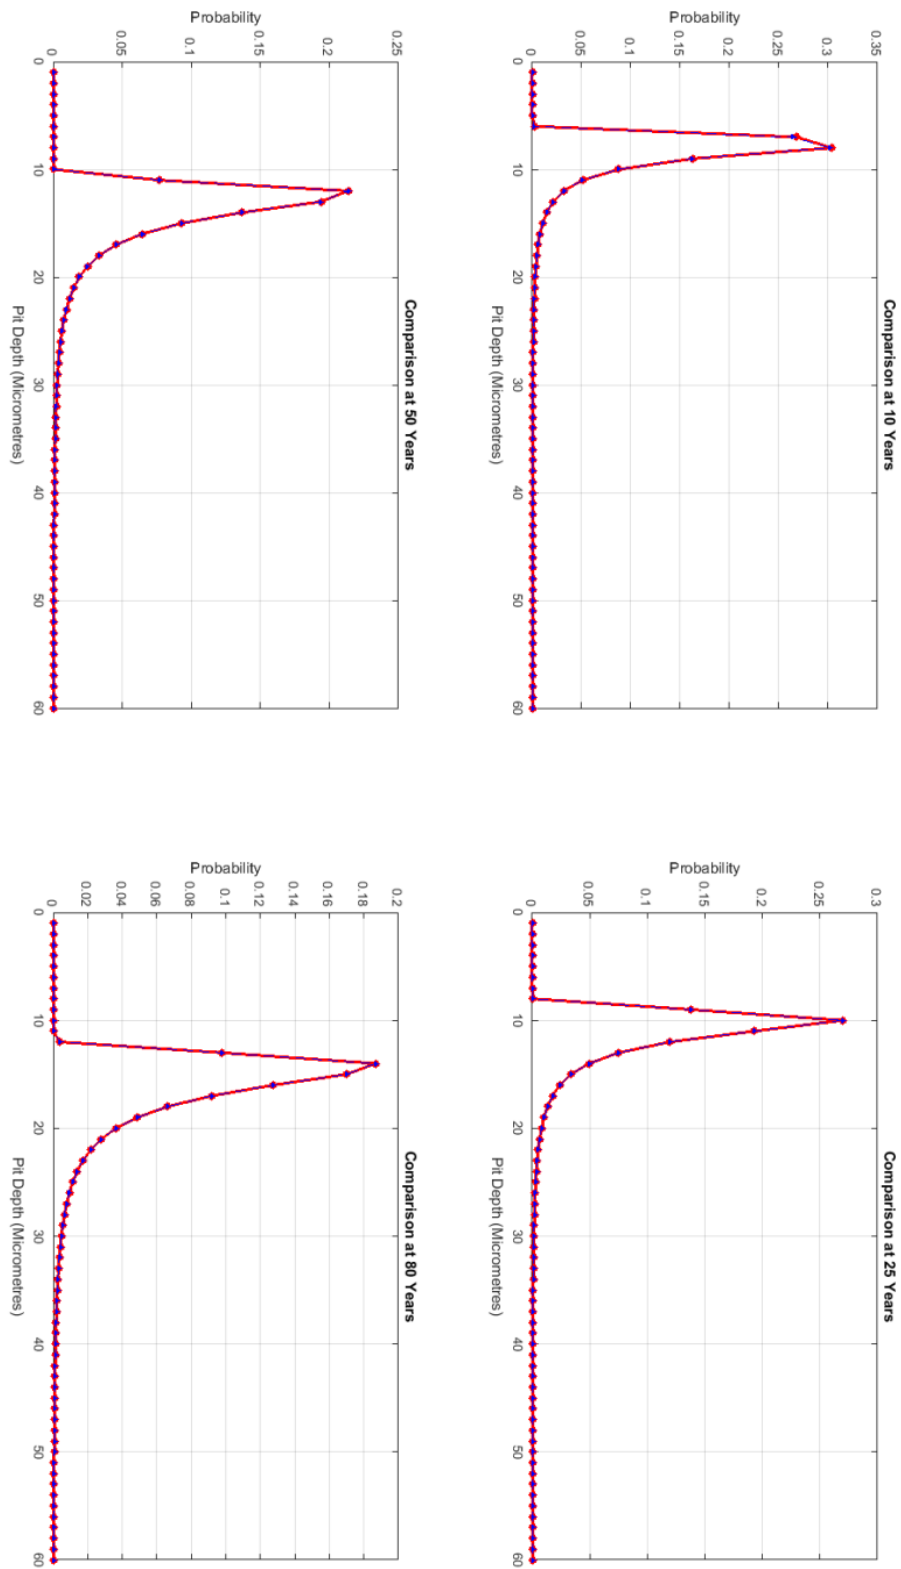 Comparison at 10 Years
0.35
0.3
0.25
0.2
0.15
0.1
0.05
0
Probability
0 10 20 30 40 50 60
Pit Depth (Micrometres)
Comparison at 25 Years
0.3
0.25
0.2
0.15
0.1
0.05
0
Probability
0 10 20 30 40 50 60
Pit Depth (Micrometres)
Comparison at 50 Years
0.25
0.2
0.15
0.1
0.05
0
Probability
0 10 20 30 40 50 60
Pit Depth (Micrometres)
Comparison at 80 Years
0.2
0.18
0.16
0.14
0.12
0.1
0.08
0.06
0.04
0.02
0
Probability
0 10 20 30 40 50 60
Pit Depth (Micrometres)